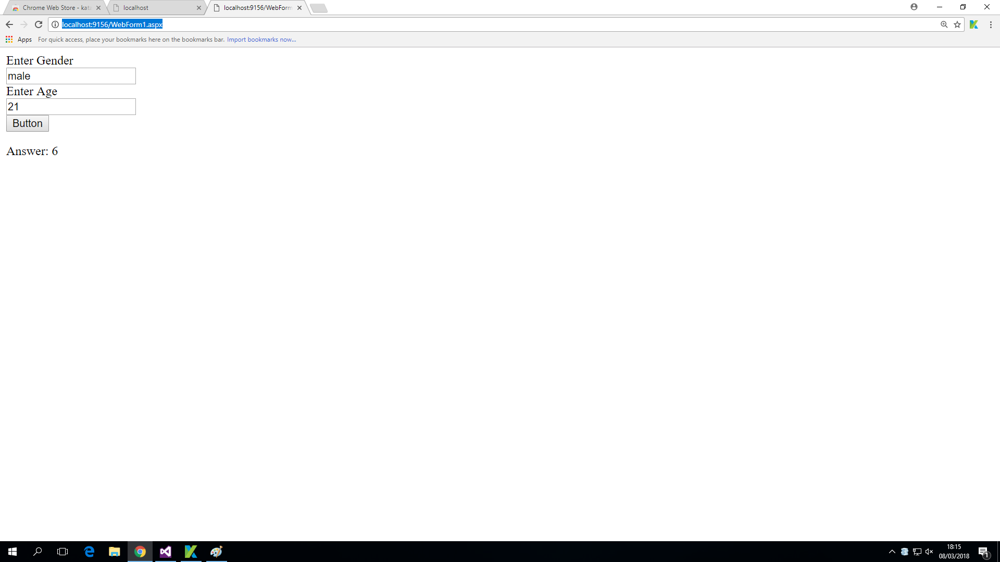 Chrome Web Store - kata
localhost
localhost:9156/WebForm
localhost:9156/WebForm1.aspx
Apps For quick access, place your bookmarks here on the bookmarks bar. Import bookmarks now...
Enter Gender
male
Enter Age
21
Button
Answer: 6
18:15
08/03/2018
1